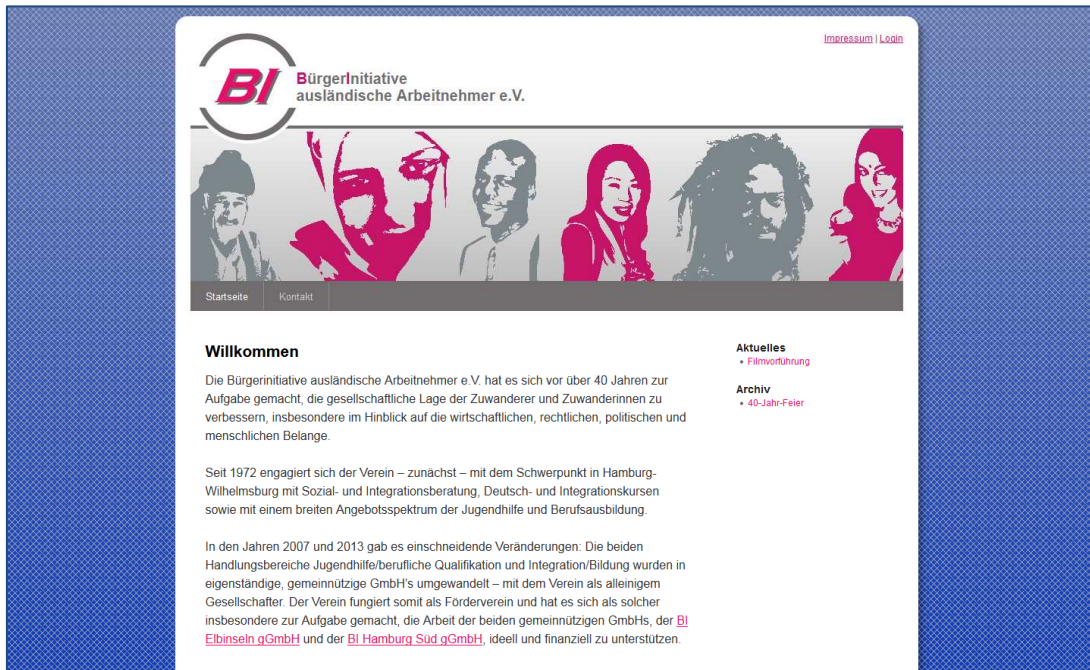 Impressum | Login
BI
BürgerInitiative
ausländische Arbeitnehmer e.V.
Startseite
Kontakt
Willkommen
Die Bürgerinitiative ausländische Arbeitnehmer e.V. hat es sich vor über 40 Jahren zur
Aufgabe gemacht, die gesellschaftliche Lage der Zuwanderer und Zuwanderinnen zu
verbessern, insbesondere im Hinblick auf die wirtschaftlichen, rechtlichen, politischen und
menschlichen Belange.
Seit 1972 engagiert sich der Verein – zunächst – mit dem Schwerpunkt in Hamburg-
Wilhelmsburg mit Sozial- und Integrationsberatung, Deutsch- und Integrationskursen
sowie mit einem breiten Angebotsspektrum der Jugendhilfe und Berufsausbildung.
In den Jahren 2007 und 2013 gab es einschneidende Veränderungen: Die beiden
Handlungsbereiche Jugendhilfe/berufliche Qualifikation und Integration/Bildung wurden in
eigenständige, gemeinnützige GmbH's umgewandelt – mit dem Verein als alleinigem
Gesellschafter. Der Verein fungiert somit als Förderverein und hat es sich als solcher
insbesondere zur Aufgabe gemacht, die Arbeit der beiden gemeinnützigen GmbHs, der BI
Elbinseln gGmbH und der BI Hamburg Süd gGmbH, ideell und finanziell zu unterstützen.
Aktuelles
• Filmvorführung
Archiv
• 40-Jahr-Feier